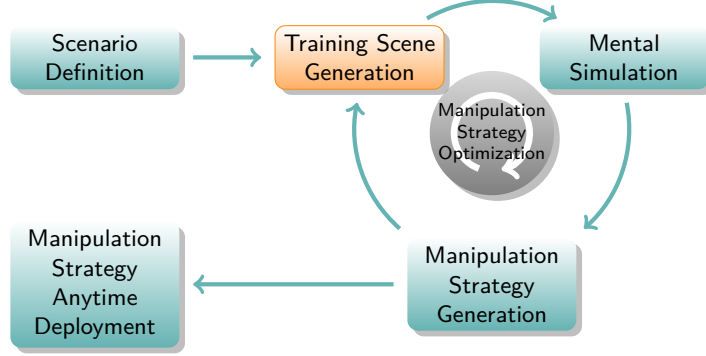 Scenario
Definition
Training Scene
Generation
Mental
Simulation
Manipulation
Strategy
Optimization
Manipulation
Strategy
Generation
Manipulation
Strategy
Anytime
Deployment